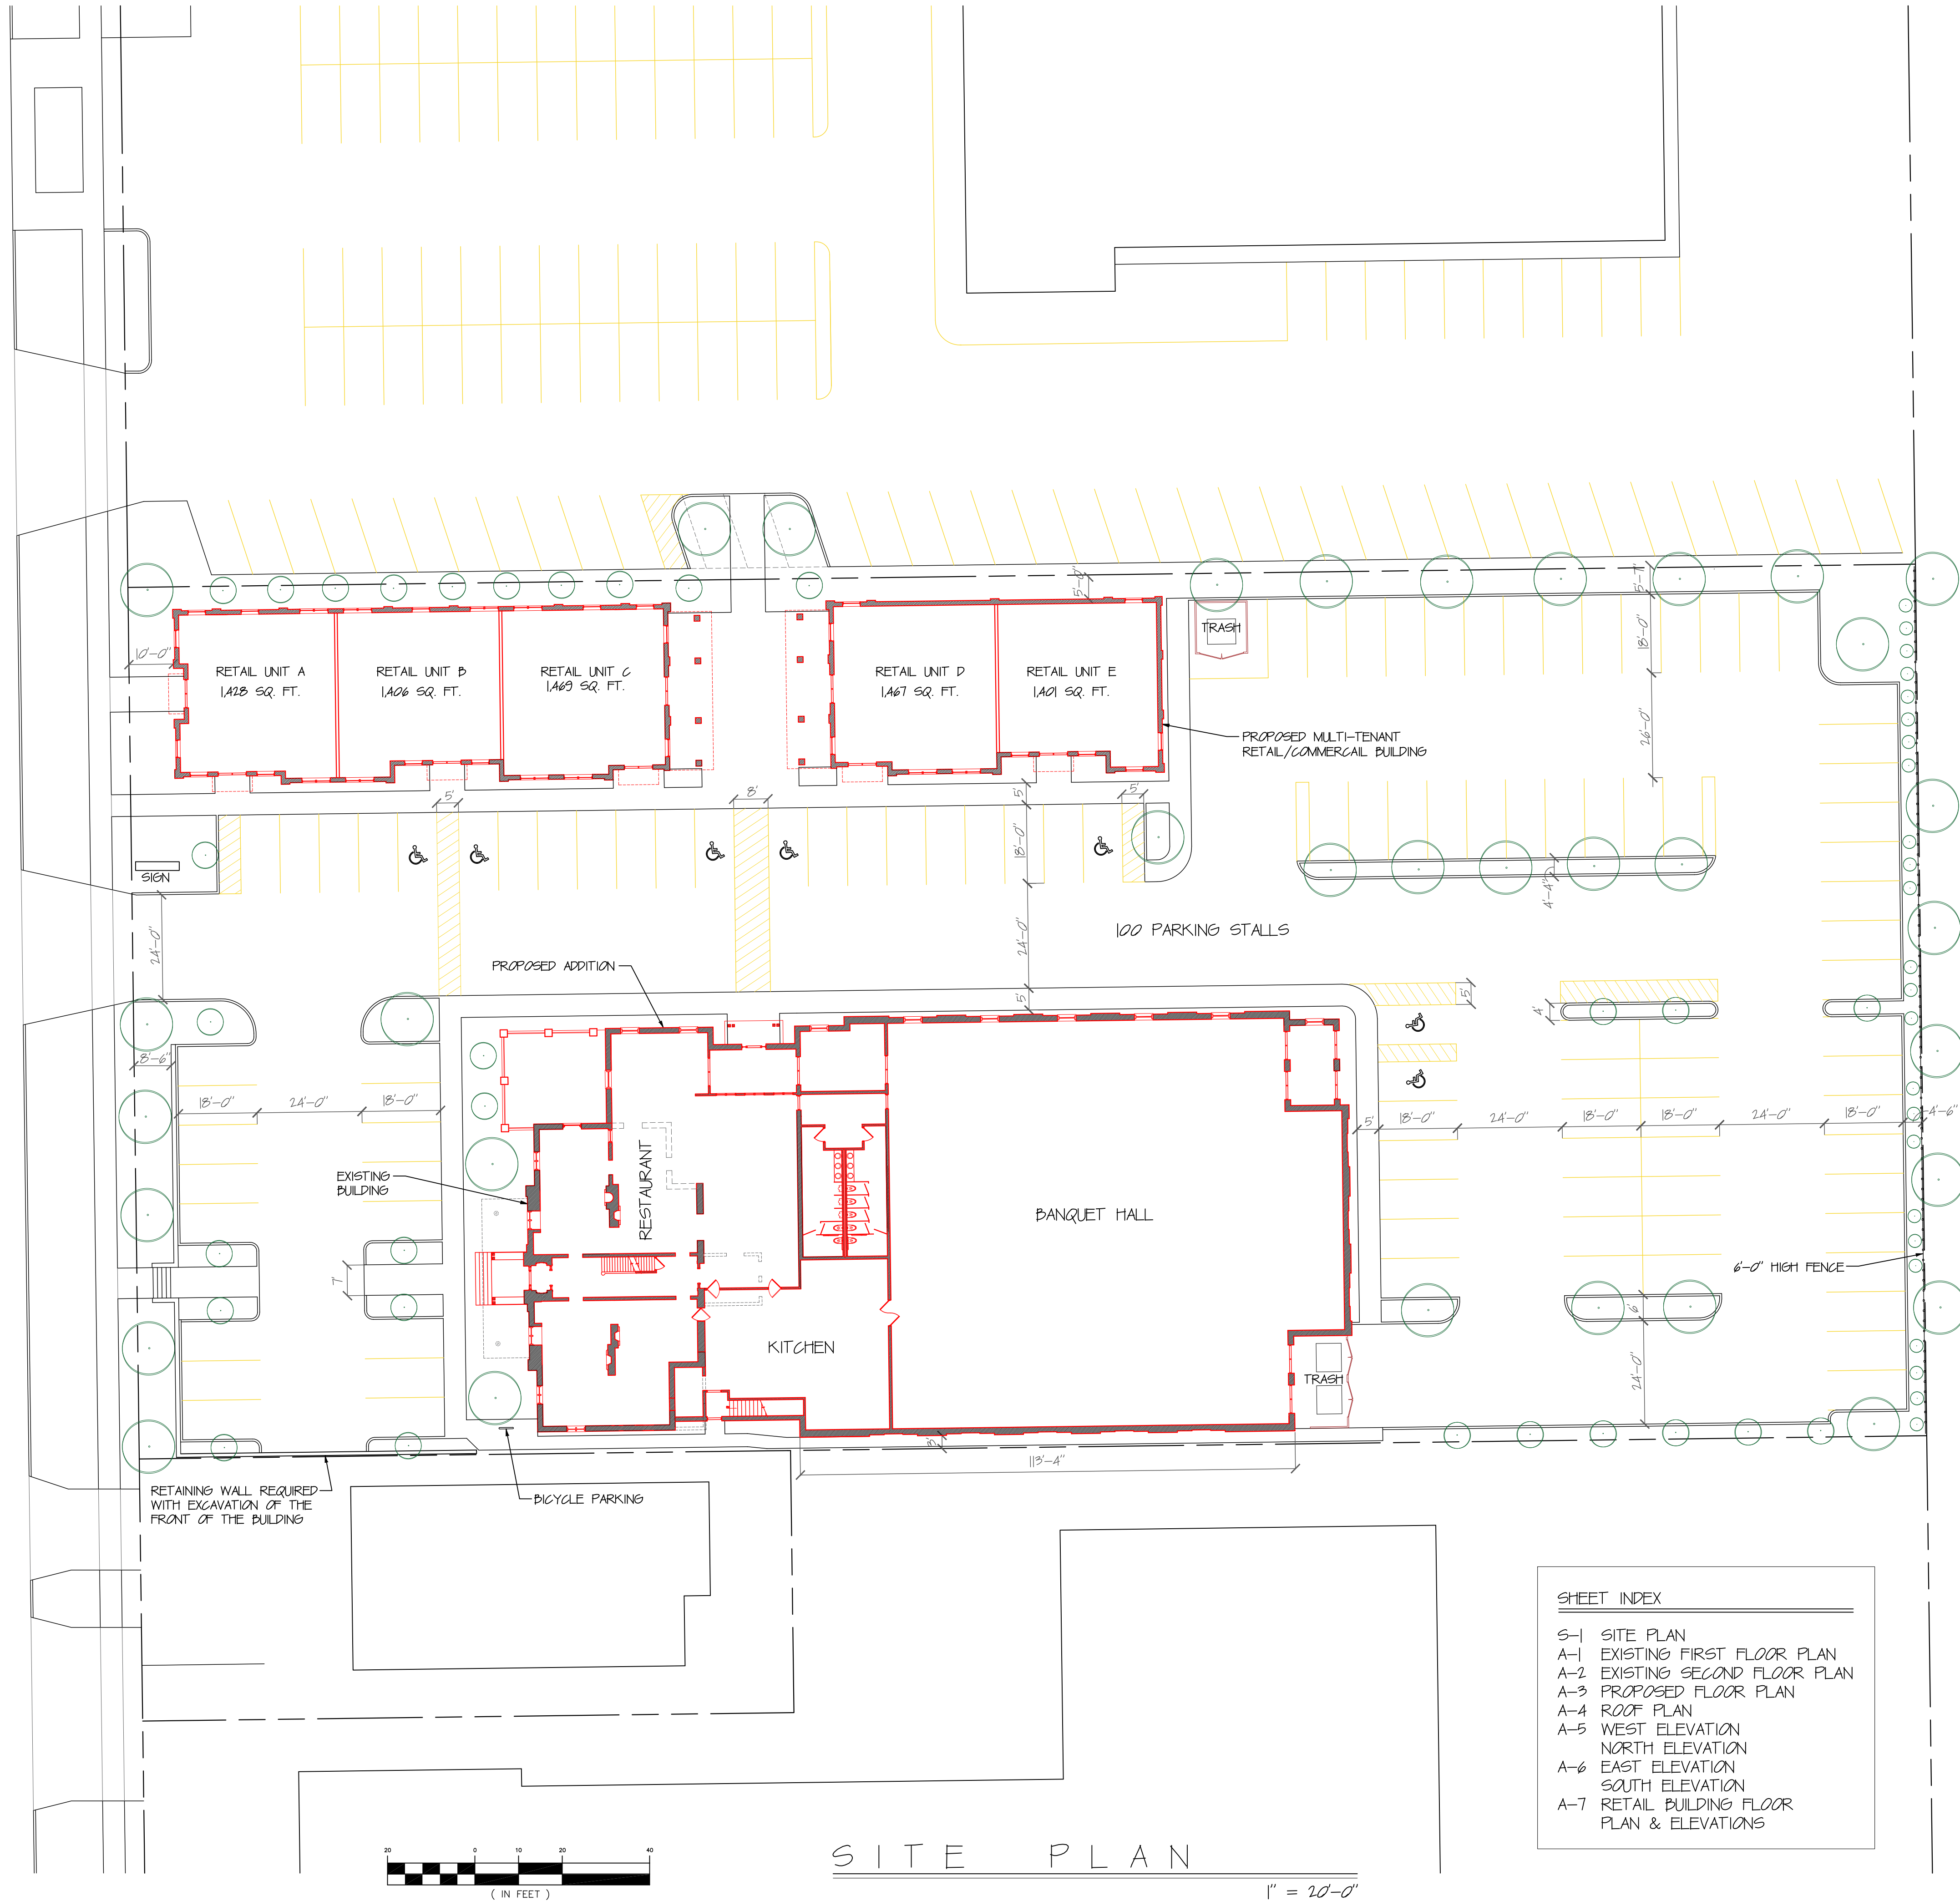 5'-7"
5'-0"
TRASH
18'-0"
10'-0"
RETAIL UNIT A
1,428 SQ. FT.
RETAIL UNIT B
1,406 SQ. FT.
RETAIL UNIT C
1,469 SQ. FT.
RETAIL UNIT D
1,467 SQ. FT.
RETAIL UNIT E
1,401 SQ. FT.
26'-0"
PROPOSED MULTI-TENANT
RETAIL/COMMERCAIL BUILDING
5'
8'
5'
5'
18'-0"
SIGN
4'-4"
24'-0"
24'-0"
100 PARKING STALLS
PROPOSED ADDITION
5'
5'
4'
8'-6"
18'-0"
24'-0"
18'-0"
5'
18'-0"
24'-0"
18'-0"
18'-0"
24'-0"
18'-0"
4'-6"
EXISTING
BUILDING
RESTAURANT
BANQUET HALL
7'
6'-0" HIGH FENCE
6'
KITCHEN
TRASH
24'-0"
3'
113'-4"
RETAINING WALL REQUIRED
WITH EXCAVATION OF THE
FRONT OF THE BUILDING
BICYCLE PARKING
SHEET INDEX
S-1 SITE PLAN
A-1 EXISTING FIRST FLOOR PLAN
A-2 EXISTING SECOND FLOOR PLAN
A-3 PROPOSED FLOOR PLAN
A-4 ROOF PLAN
A-5 WEST ELEVATION
NORTH ELEVATION
A-6 EAST ELEVATION
SOUTH ELEVATION
A-7 RETAIL BUILDING FLOOR
PLAN & ELEVATIONS
20 0 10 20 40
( IN FEET )
SITE PLAN
1" = 20'-0"